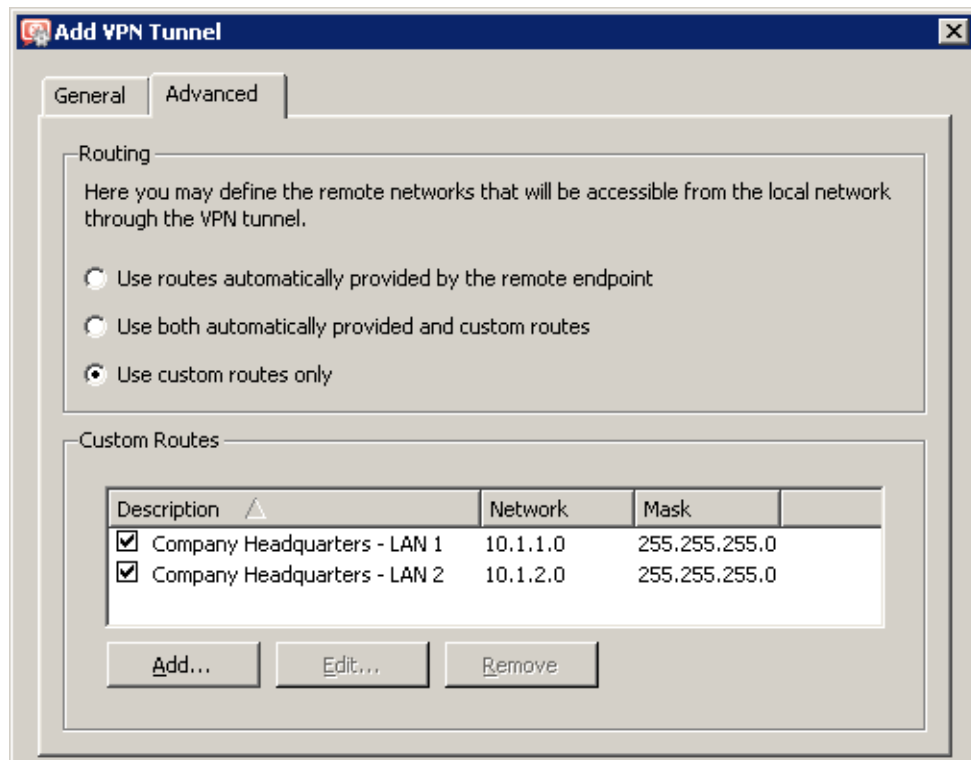 Add VPN Tunnel
General Advanced
Routing
Here you may define the remote networks that will be accessible from the local network
through the VPN tunnel.
Use routes automatically provided by the remote endpoint
Use both automatically provided and custom routes
Use custom routes only
Custom Routes
Description Network Mask
Company Headquarters - LAN 1 10.1.1.0 255.255.255.0
Company Headquarters - LAN 2 10.1.2.0 255.255.255.0
Add... Edit... Remove